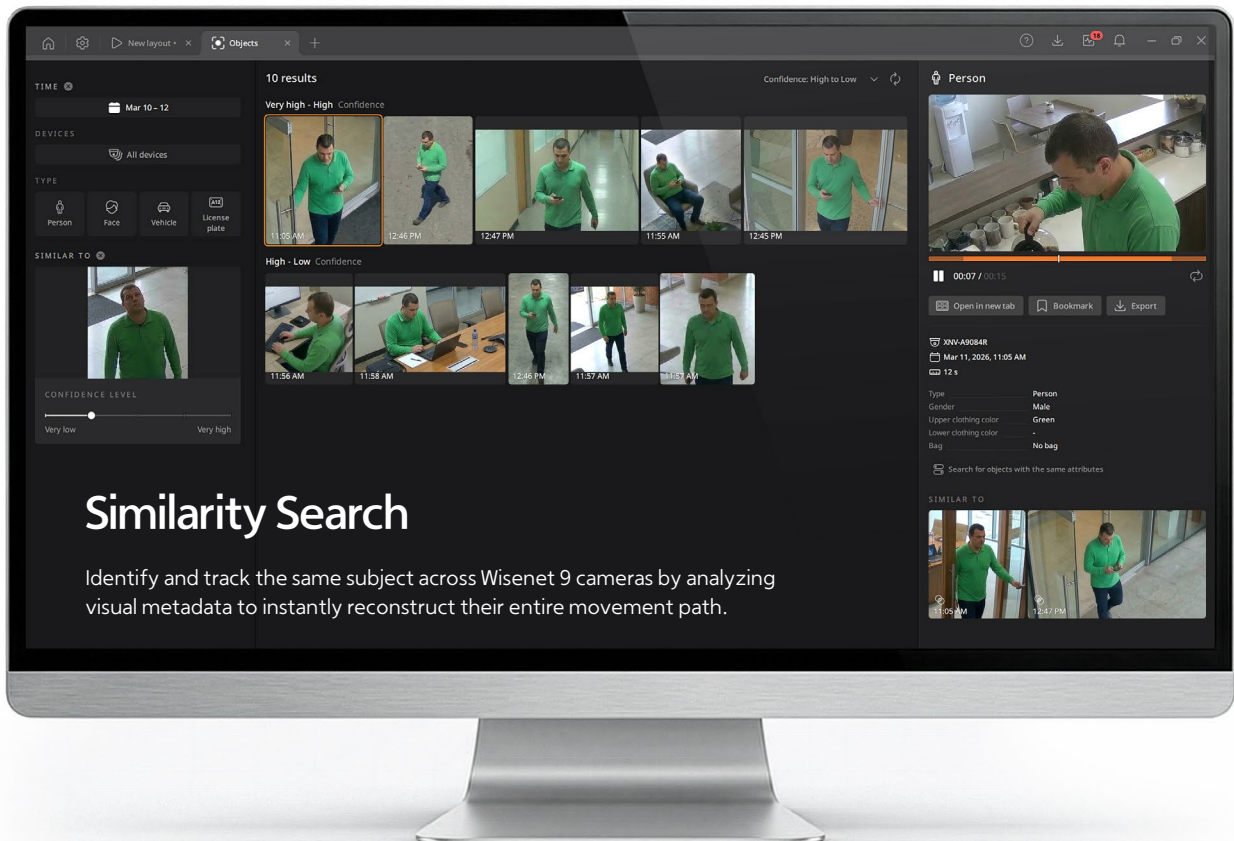 New layout •
Objects
18
TIME
Mar 10 – 12
DEVICES
All devices
TYPE
Person
Face
Vehicle
License
plate
SIMILAR TO
CONFIDENCE LEVEL
Very low
Very high
10 results
Confidence: High to Low
Very high - High Confidence
11:05 AM
12:46 PM
12:47 PM
11:55 AM
12:45 PM
High - Low Confidence
11:56 AM
11:58 AM
12:46 PM
11:57 AM
11:57 AM
Person
00:07 / 00:15
Open in new tab
Bookmark
Export
XNV-A9084R
Mar 11, 2026, 11:05 AM
12 s
Type Person
Gender Male
Upper clothing color Green
Lower clothing color -
Bag No bag
Search for objects with the same attributes
SIMILAR TO
11:05 AM
12:47 PM
Similarity Search
Identify and track the same subject across Wisenet 9 cameras by analyzing
visual metadata to instantly reconstruct their entire movement path.